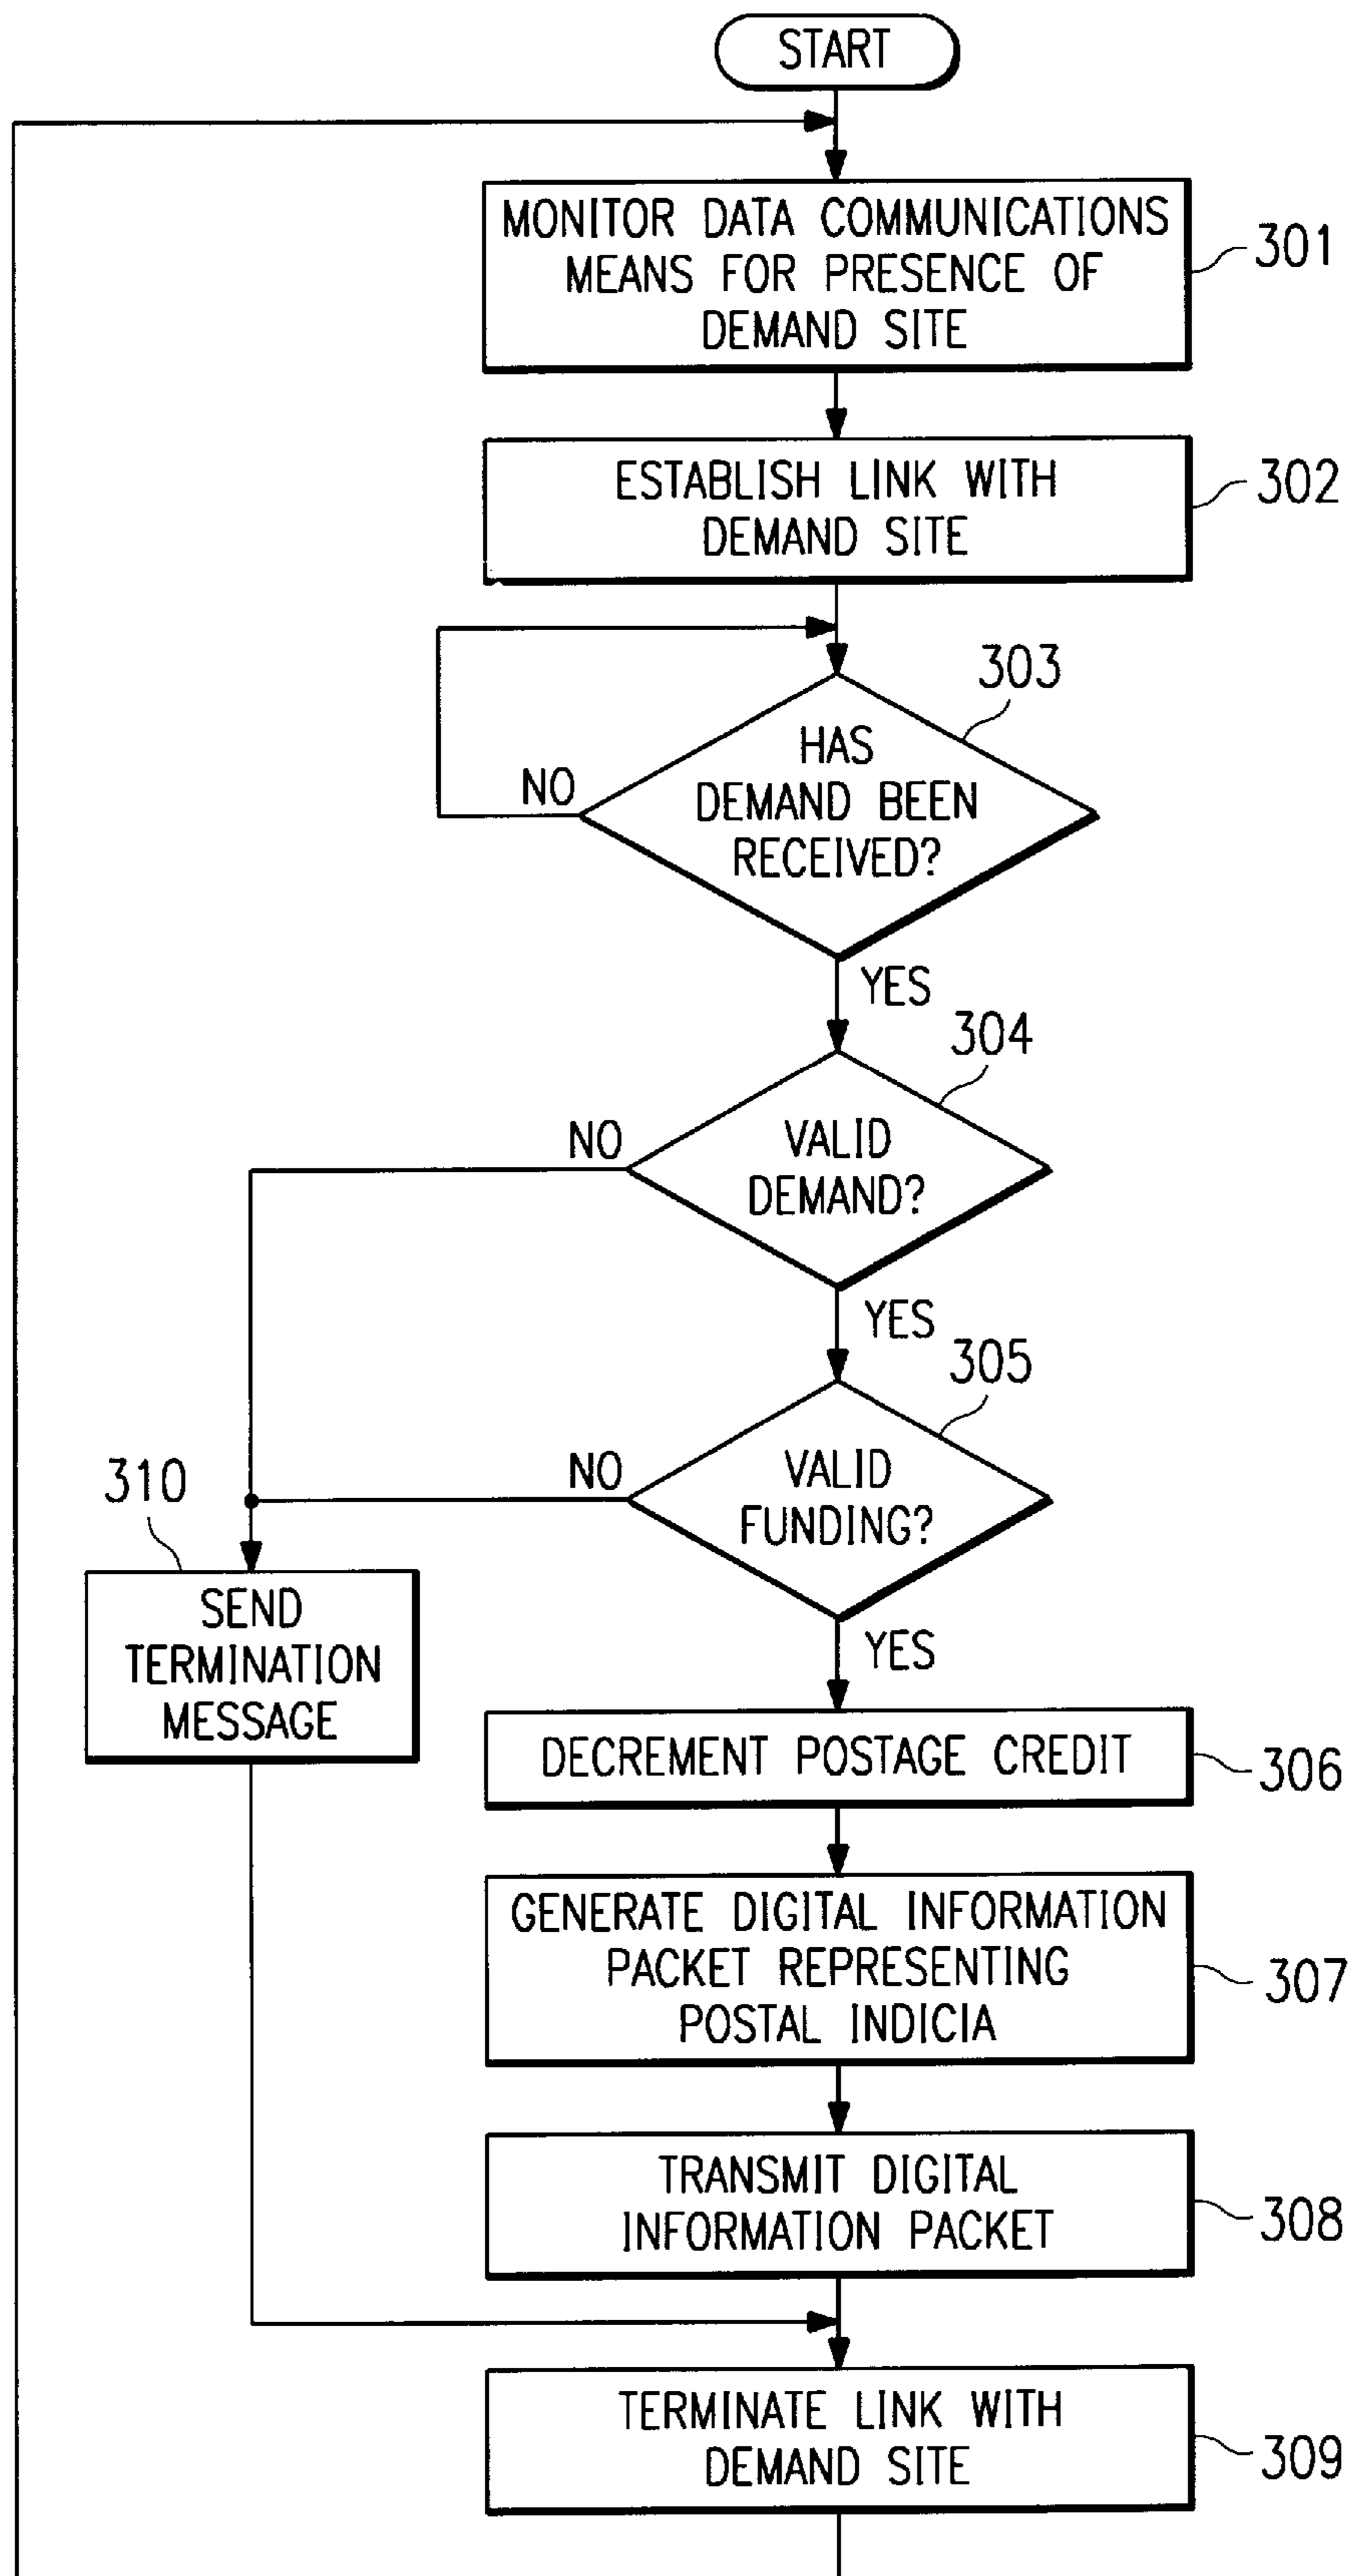 START
MONITOR DATA COMMUNICATIONS
MEANS FOR PRESENCE OF
DEMAND SITE
301
ESTABLISH LINK WITH
DEMAND SITE
302
303
HAS
DEMAND BEEN
RECEIVED?
NO
YES
304
VALID
DEMAND?
NO
YES
305
VALID
FUNDING?
NO
YES
310
SEND
TERMINATION
MESSAGE
DECREMENT POSTAGE CREDIT
306
GENERATE DIGITAL INFORMATION
PACKET REPRESENTING
POSTAL INDICIA
307
TRANSMIT DIGITAL
INFORMATION PACKET
308
TERMINATE LINK WITH
DEMAND SITE
309